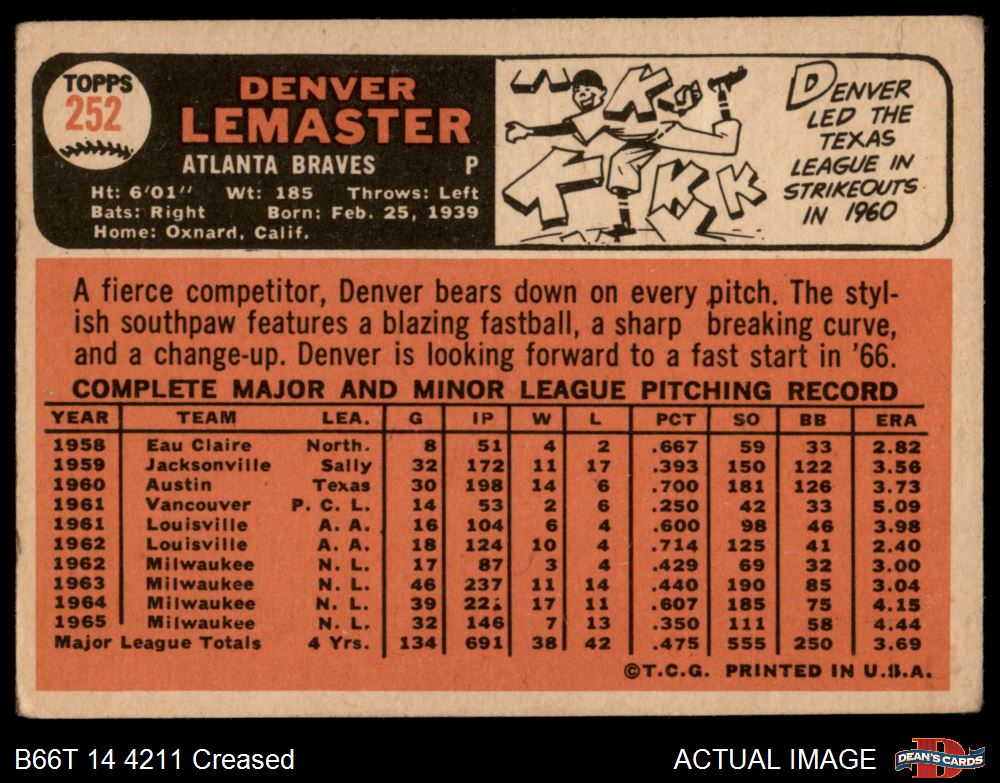 TOPPS
252
DENVER
LEMASTER
ATLANTA BRAVES P
Ht: 6'01" Wt: 185 Throws: Left
Bats: Right Born: Feb. 25, 1939
Home: Oxnard, Calif.
K
K K K
DENVER
LED THE
TEXAS
LEAGUE IN
STRIKEOUTS
IN 1960
A fierce competitor, Denver bears down on every pitch. The styl-
ish southpaw features a blazing fastball, a sharp breaking curve,
and a change-up. Denver is looking forward to a fast start in '66.
COMPLETE MAJOR AND MINOR LEAGUE PITCHING RECORD
YEAR TEAM LEA. G IP W L PCT SO BB ERA
1958 Eau Claire North. 8 51 4 2 .667 59 33 2.82
1959 Jacksonville Sally 32 172 11 17 .393 150 122 3.56
1960 Austin Texas 30 198 14 6 .700 181 126 3.73
1961 Vancouver P. C. L. 14 53 2 6 .250 42 33 5.09
1961 Louisville A. A. 16 104 6 4 .600 98 46 3.98
1962 Louisville A. A. 18 124 10 4 .714 125 41 2.40
1962 Milwaukee N. L. 17 87 3 4 .429 69 32 3.00
1963 Milwaukee N. L. 46 237 11 14 .440 190 85 3.04
1964 Milwaukee N. L. 39 17 11 .607 185 75 4.15
1965 Milwaukee N. L. 32 146 7 13 .350 111 58 4.44
Major League Totals 4 Yrs. 134 691 38 42 .475 555 250 3.69
©T.C.G. PRINTED IN U.S.A.
B66T 14 4211 Creased
ACTUAL IMAGE
D
DEAN'S CARDS